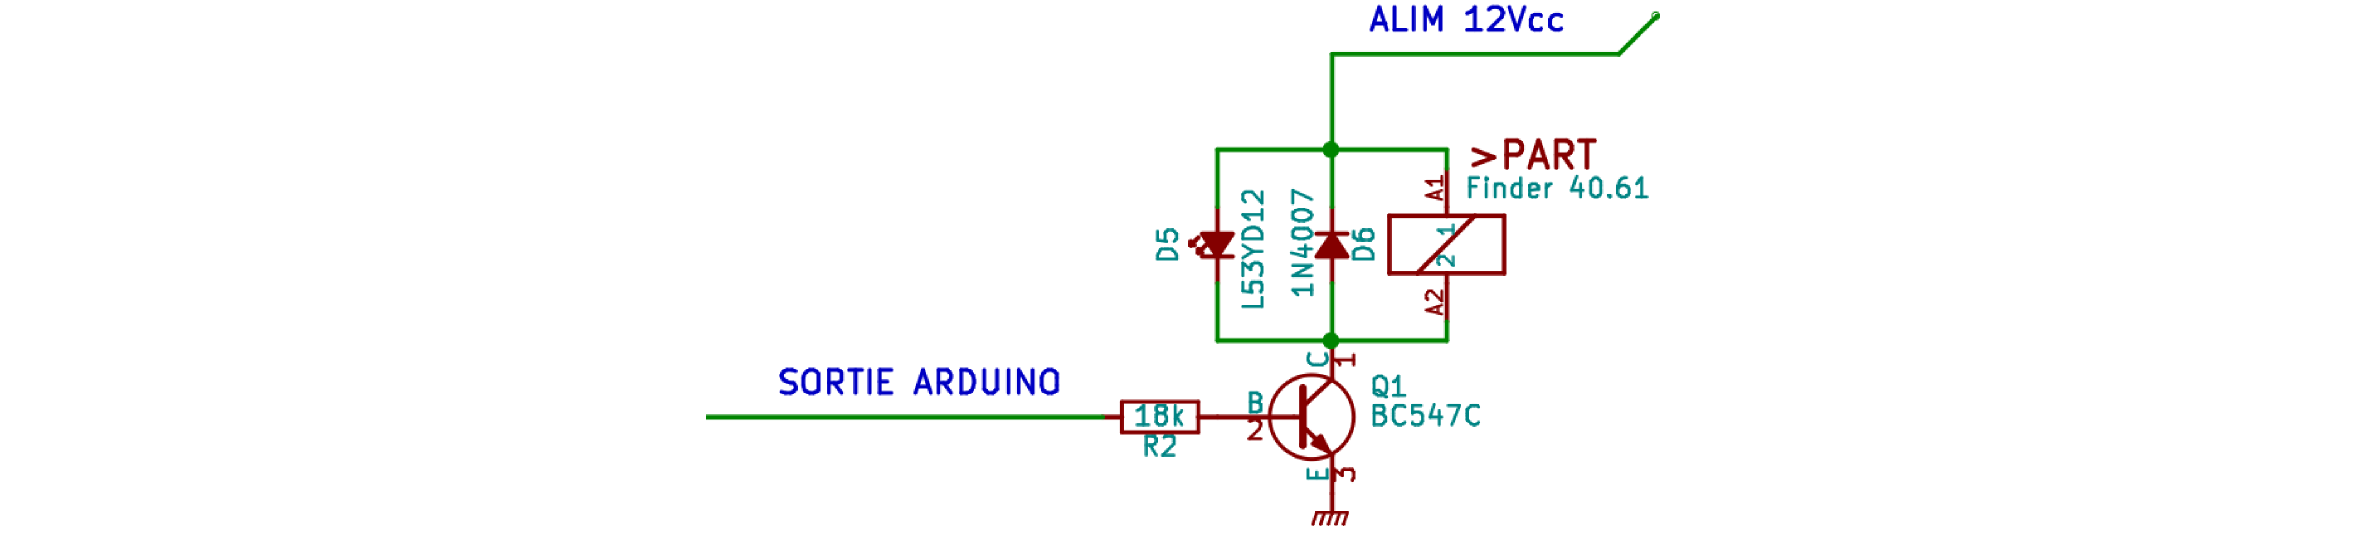 ALIM 12Vcc
>PART
Finder 40.61
A1
1
2
A2
D5
L53YD12
1N4007
D6
SORTIE ARDUINO
18k
R2
B
2
C
1
Q1
BC547C
E
3